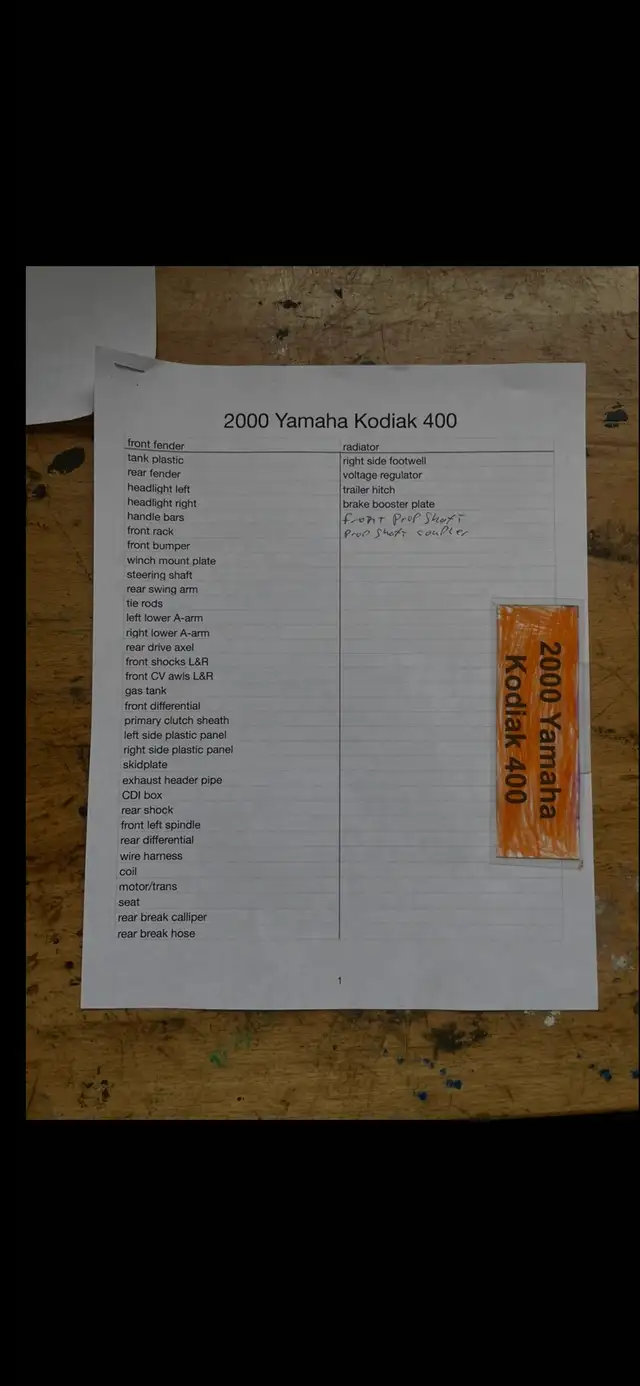 2000 Yamaha Kodiak 400
front fender
tank plastic
rear fender
headlight left
headlight right
handle bars
front rack
front bumper
winch mount plate
steering shaft
rear swing arm
tie rods
left lower A-arm
right lower A-arm
rear drive axel
front shocks L&R
front CV awls L&R
gas tank
front differential
primary clutch sheath
left side plastic panel
right side plastic panel
skidplate
exhaust header pipe
CDI box
rear shock
front left spindle
rear differential
wire harness
coil
motor/trans
seat
rear break calliper
rear break hose
radiator
right side footwell
voltage regulator
trailer hitch
brake booster plate
front Prop Shaft
Prop Shaft coupler
2000 Yamaha
Kodiak 400
1